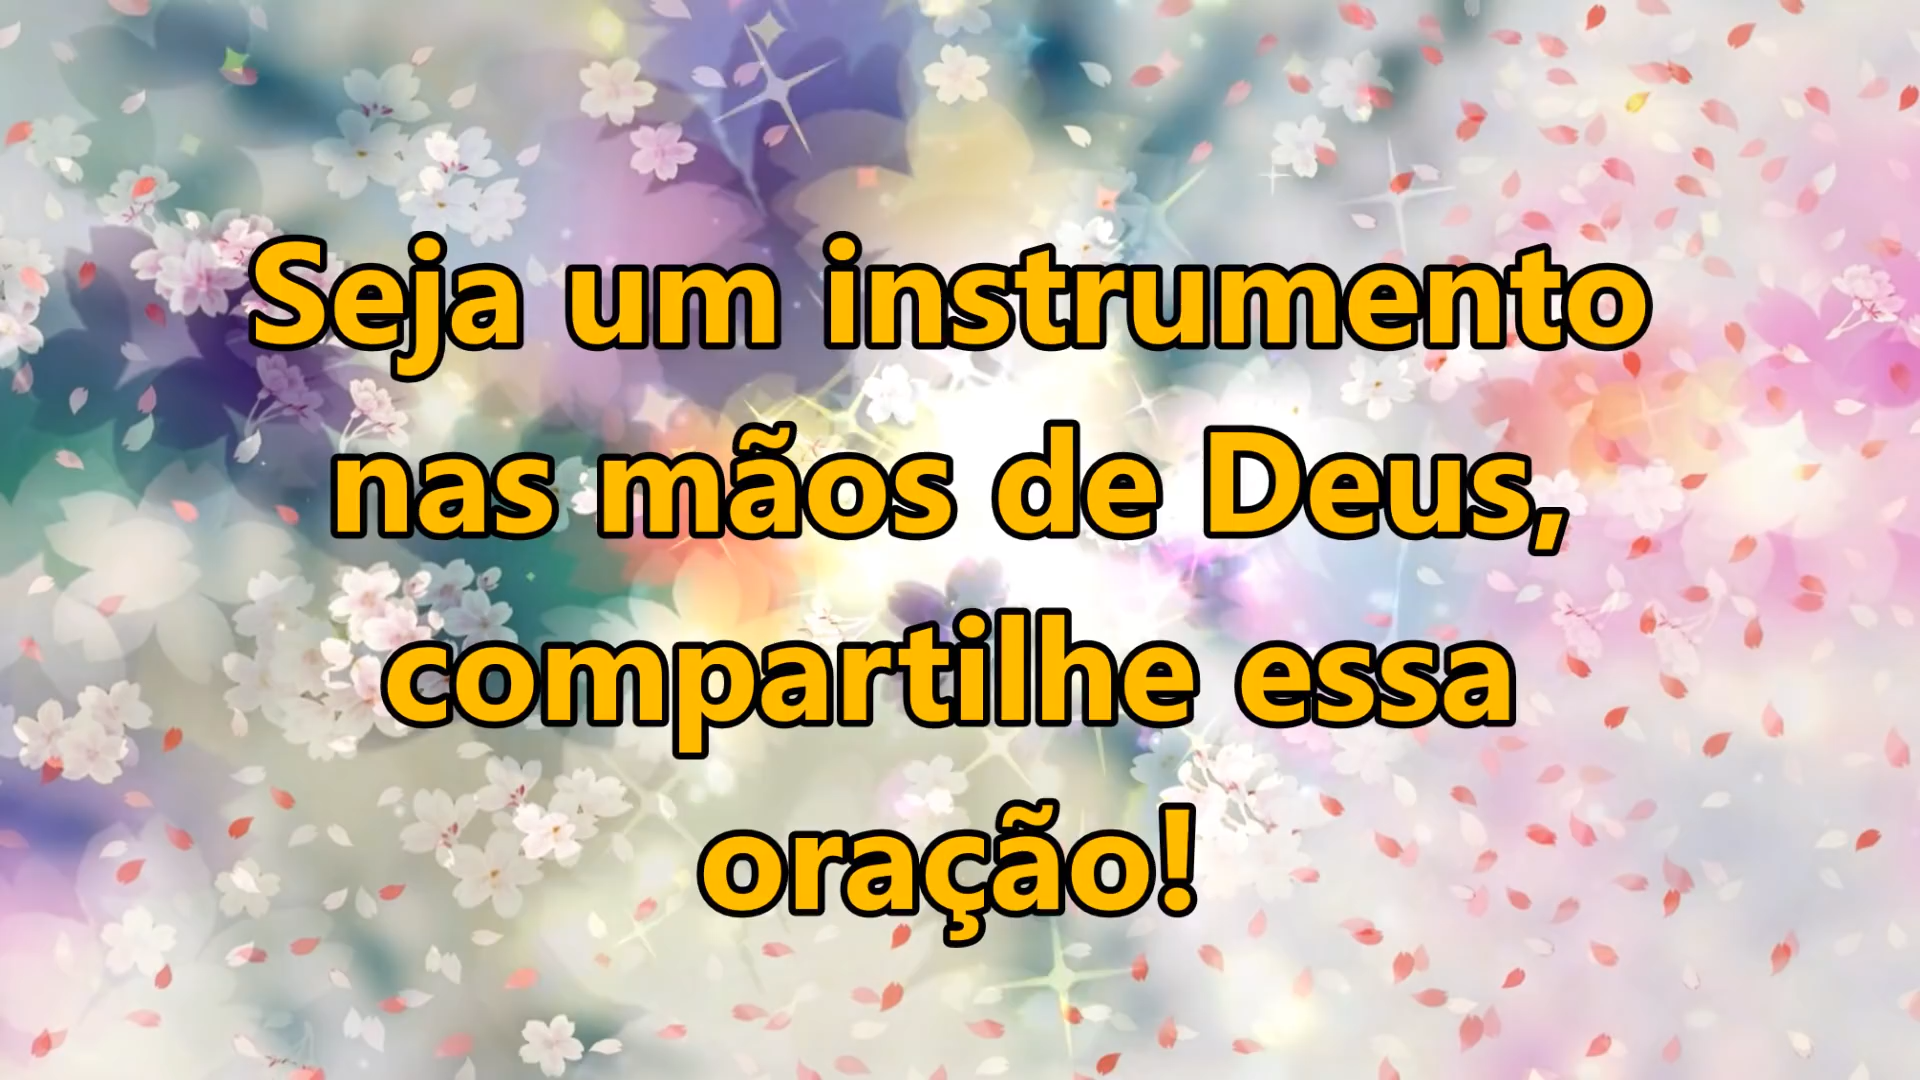 Seja um instrumento
nas mãos de Deus,
compartilhe essa
oração!